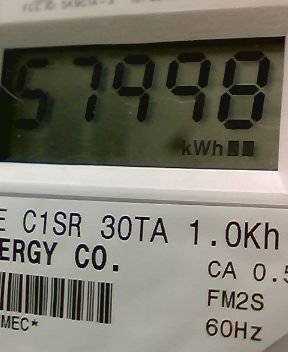 57998
kWh
E C1SR 30TA 1.0Kh
ERGY CO.
CA 0.5
FM2S
MEC*
60Hz